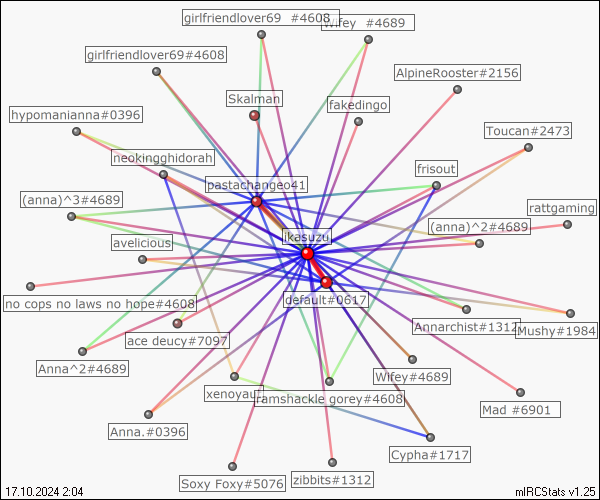 girlfriendlover69 #4608
Wifey #4689
girlfriendlover69#4608
AlpineRooster#2156
Skalman
fakedingo
hypomanianna#0396
Toucan#2473
neokingghidorah
frisout
pastachangeo41
(anna)^3#4689
rattgaming
(anna)^2#4689
ikasuzu
avelicious
default#0617
no cops no laws no hope#4608
Annarchist#1312
Mushy#1984
ace deucy#7097
Anna^2#4689
Wifey#4689
xenoyaut
ramshackle gorey#4608
Mad #6901
Anna.#0396
Cypha#1717
Soxy Foxy#5076
zibbits#1312
17.10.2024 2:04
mIRCStats v1.25